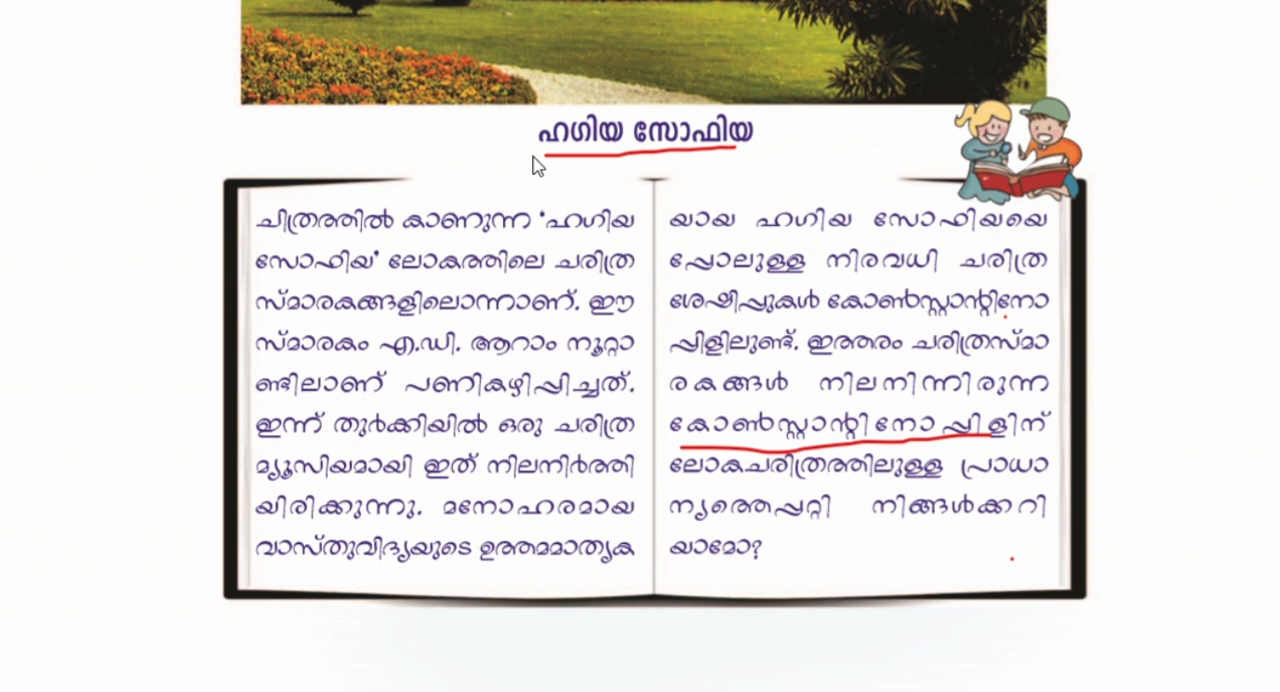 ഹഗിയ സോഫിയ
ചിത്രത്തിൽ കാണുന്ന 'ഹഗിയ
സോഫിയ' ലോകത്തിലെ ചരിത്ര
സ്മാരകങ്ങളിലൊന്നാണ്. ഈ
സ്മാരകം എ.ഡി. ആറാം നൂറ്റാ
ണ്ടിലാണ് പണികഴിപ്പിച്ചത്.
ഇന്ന് തുർക്കിയിൽ ഒരു ചരിത്ര
മ്യൂസിയമായി ഇത് നിലനിർത്തി
യിരിക്കുന്നു. മനോഹരമായ
വാസ്തുവിദ്യയുടെ ഉത്തമമാതൃക
യായ ഹഗിയ സോഫിയയെ
പ്പോലുള്ള നിരവധി ചരിത്ര
ശേഷിപ്പുകൾ കോൺസ്റ്റാന്റിനോ
പ്പിളിലുണ്ട്. ഇത്തരം ചരിത്രസ്മാ
രകങ്ങൾ നിലനിന്നിരുന്ന
കോൺസ്റ്റാന്റിനോപ്പിളിന്
ലോകചരിത്രത്തിലുള്ള പ്രാധാ
ന്യത്തെപ്പറ്റി നിങ്ങൾക്കറി
യാമോ?